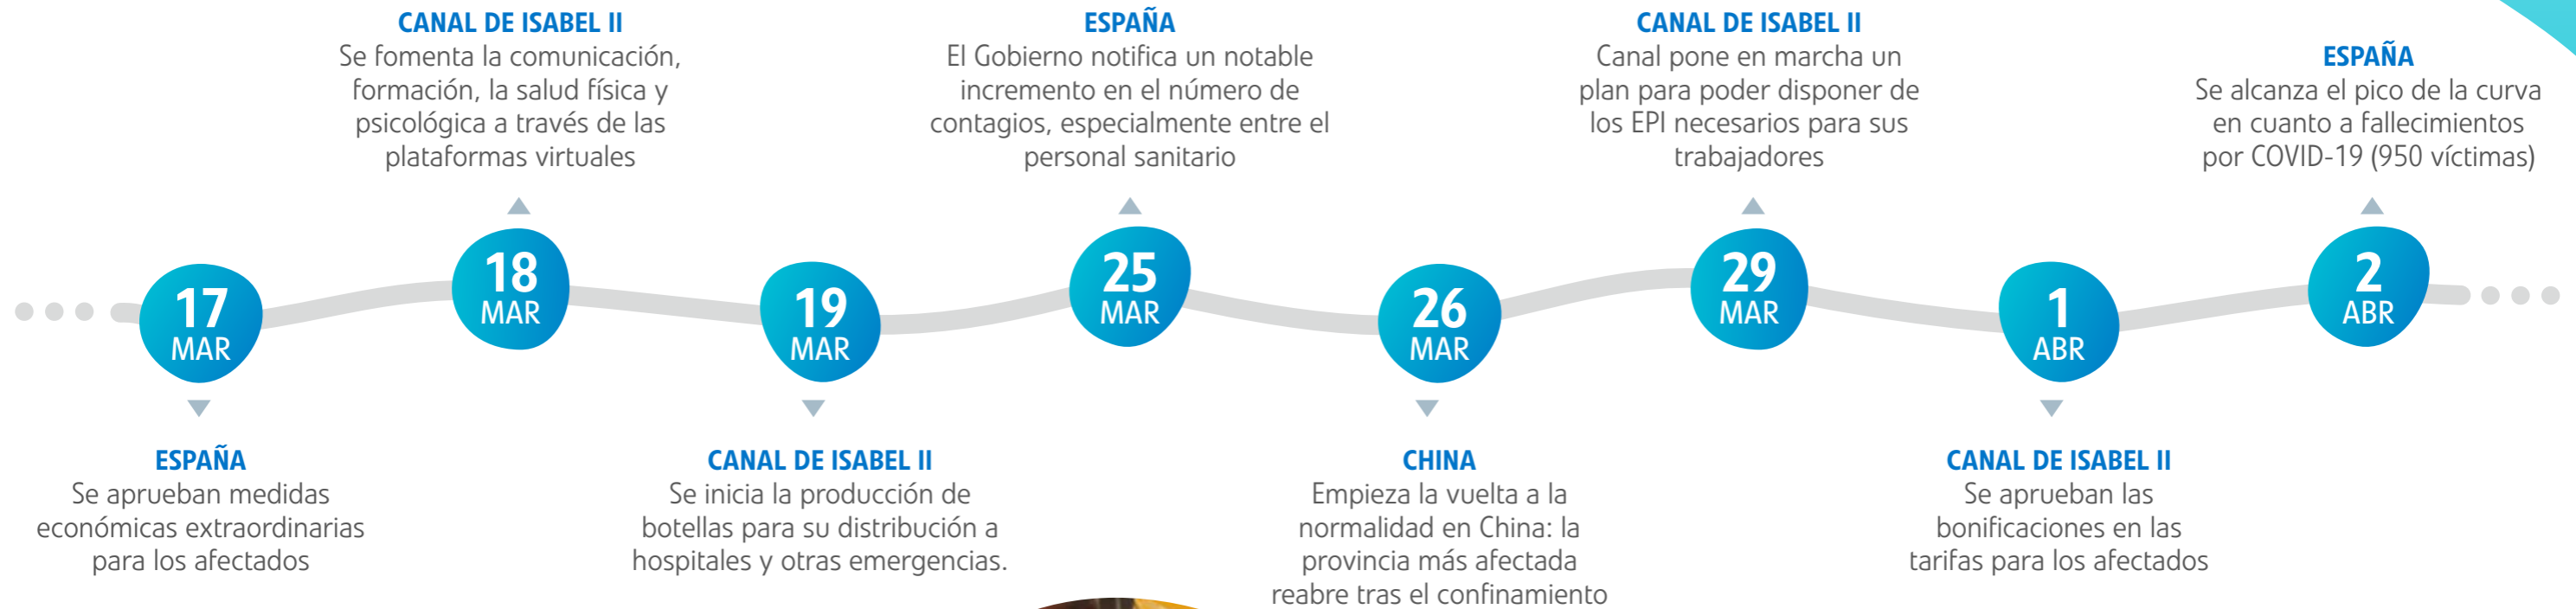 CANAL DE ISABEL II
Se fomenta la comunicación,
formación, la salud física y
psicológica a través de las
plataformas virtuales
ESPAÑA
El Gobierno notifica un notable
incremento en el número de
contagios, especialmente entre el
personal sanitario
CANAL DE ISABEL II
Canal pone en marcha un
plan para poder disponer de
los EPI necesarios para sus
trabajadores
ESPAÑA
Se alcanza el pico de la curva
en cuanto a fallecimientos
por COVID-19 (950 víctimas)
17
MAR
18
MAR
19
MAR
25
MAR
26
MAR
29
MAR
1
ABR
2
ABR
ESPAÑA
Se aprueban medidas
económicas extraordinarias
para los afectados
CANAL DE ISABEL II
Se inicia la producción de
botellas para su distribución a
hospitales y otras emergencias.
CHINA
Empieza la vuelta a la
normalidad en China: la
provincia más afectada
reabre tras el confinamiento
CANAL DE ISABEL II
Se aprueban las
bonificaciones en las
tarifas para los afectados